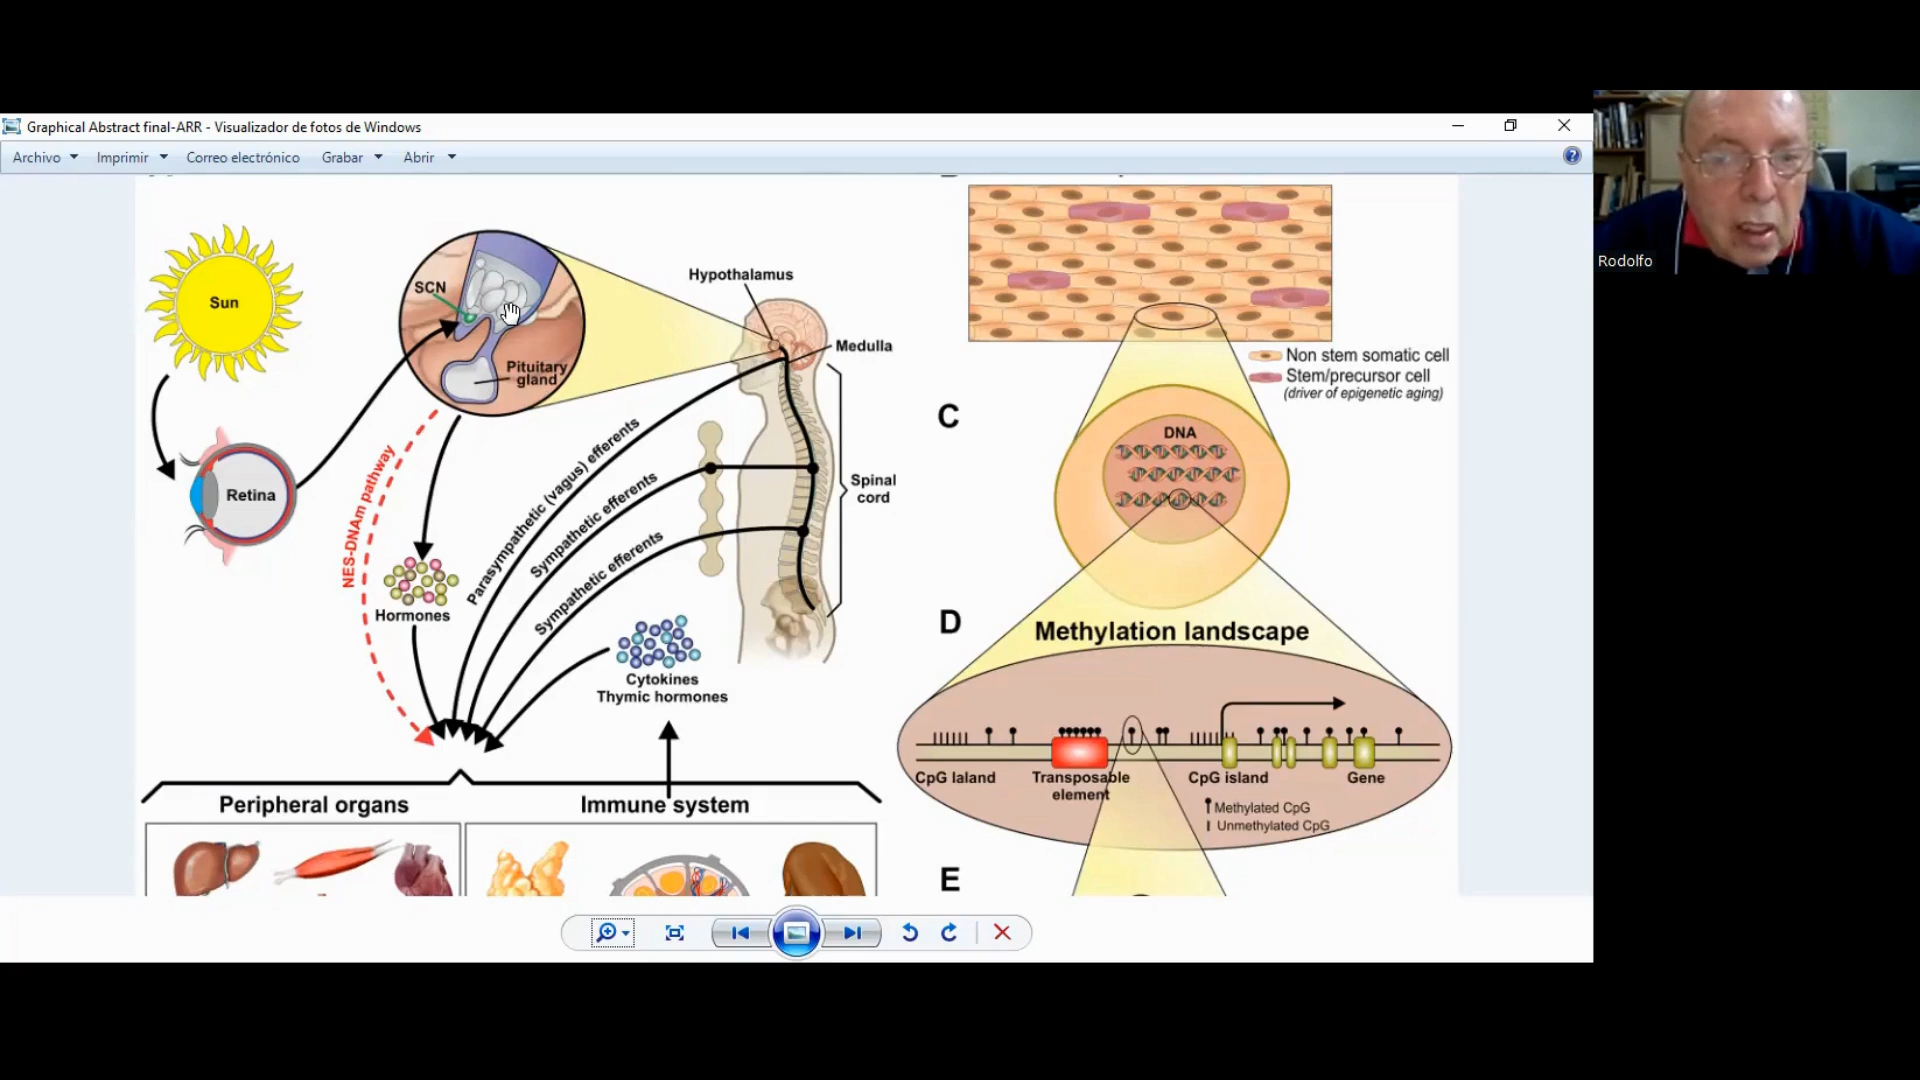 Graphical Abstract final-ARR - Visualizador de fotos de Windows
Archivo
Imprimir
Correo electrónico
Grabar
Abrir
Rodolfo
Sun
SCN
Pituitary
gland
Hypothalamus
Medulla
Retina
Spinal
cord
NES-DNAm pathway
Parasympathetic (vagus) efferents
Sympathetic efferents
Sympathetic efferents
Hormones
Cytokines
Thymic hormones
Peripheral organs
Immune system
Non stem somatic cell
Stem/precursor cell
(driver of epigenetic aging)
C
DNA
D
Methylation landscape
CpG laland
Transposable
element
CpG island
Gene
Methylated CpG
Unmethylated CpG
E